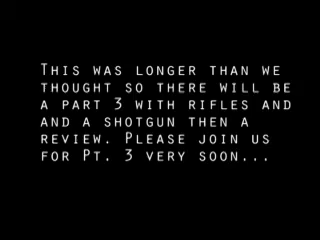 This was longer than we
thought so there will be
a part 3 with rifles and
and a shotgun then a
review. Please join us
for Pt. 3 very soon...